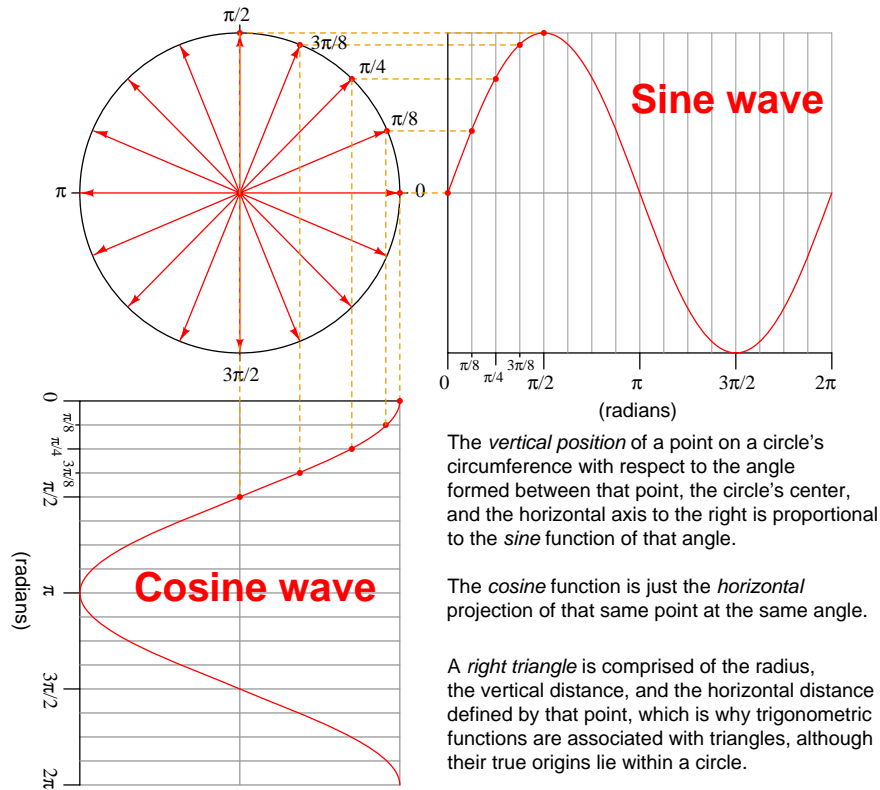 π/2
3π/8
π/4
π/8
π
0
3π/2
Sine wave
π/8
3π/8
π/4
0
π/2
π
3π/2
2π
(radians)
0
π/8
π/4
3π/8
π/2
π
3π/2
2π
(radians)
Cosine wave
The vertical position of a point on a circle's
circumference with respect to the angle
formed between that point, the circle's center,
and the horizontal axis to the right is proportional
to the sine function of that angle.
The cosine function is just the horizontal
projection of that same point at the same angle.
A right triangle is comprised of the radius,
the vertical distance, and the horizontal distance
defined by that point, which is why trigonometric
functions are associated with triangles, although
their true origins lie within a circle.